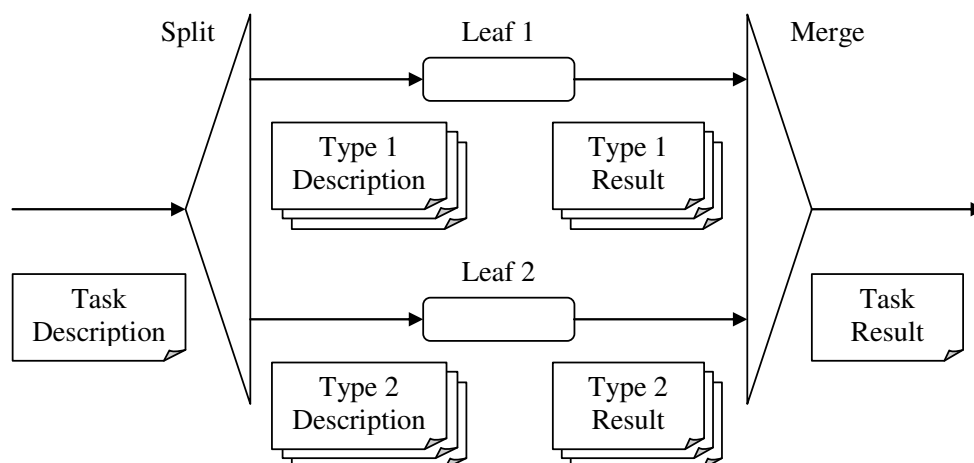 Split
Leaf 1
Merge
Type 1
Description
Type 1
Result
Task
Description
Leaf 2
Task
Result
Type 2
Description
Type 2
Result